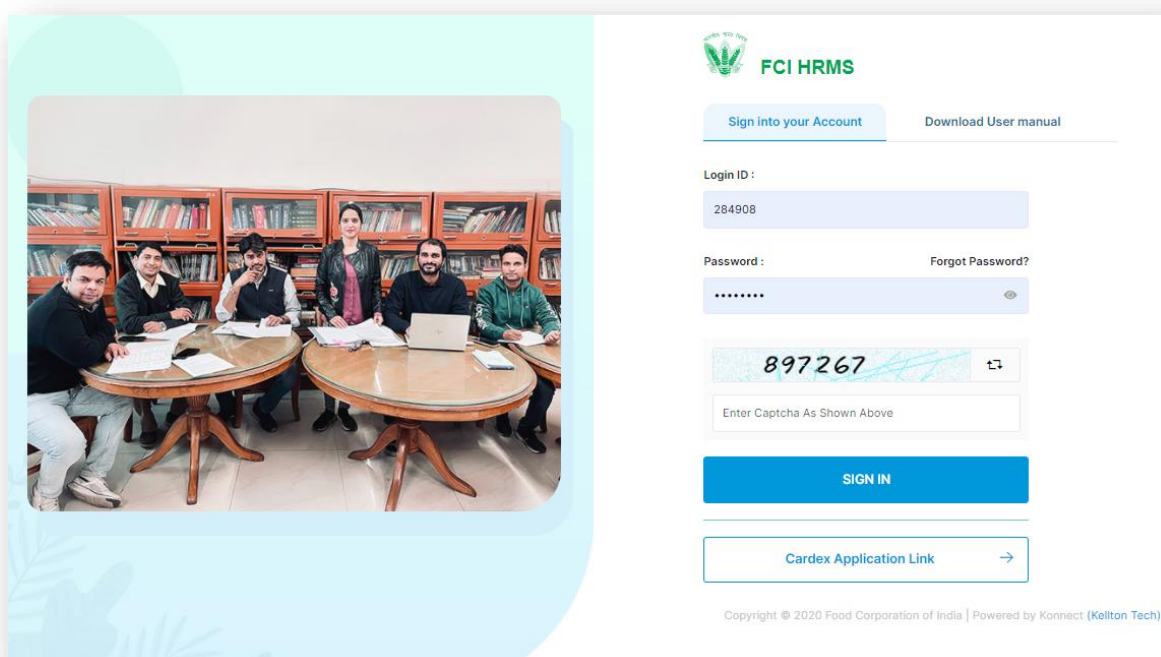 FCI HRMS
Sign into your Account Download User manual
Login ID :
284908
Password : Forgot Password?
••••••••
897267
Enter Captcha As Shown Above
SIGN IN
Cardex Application Link →
Copyright © 2020 Food Corporation of India | Powered by Konnect (Kellton Tech)